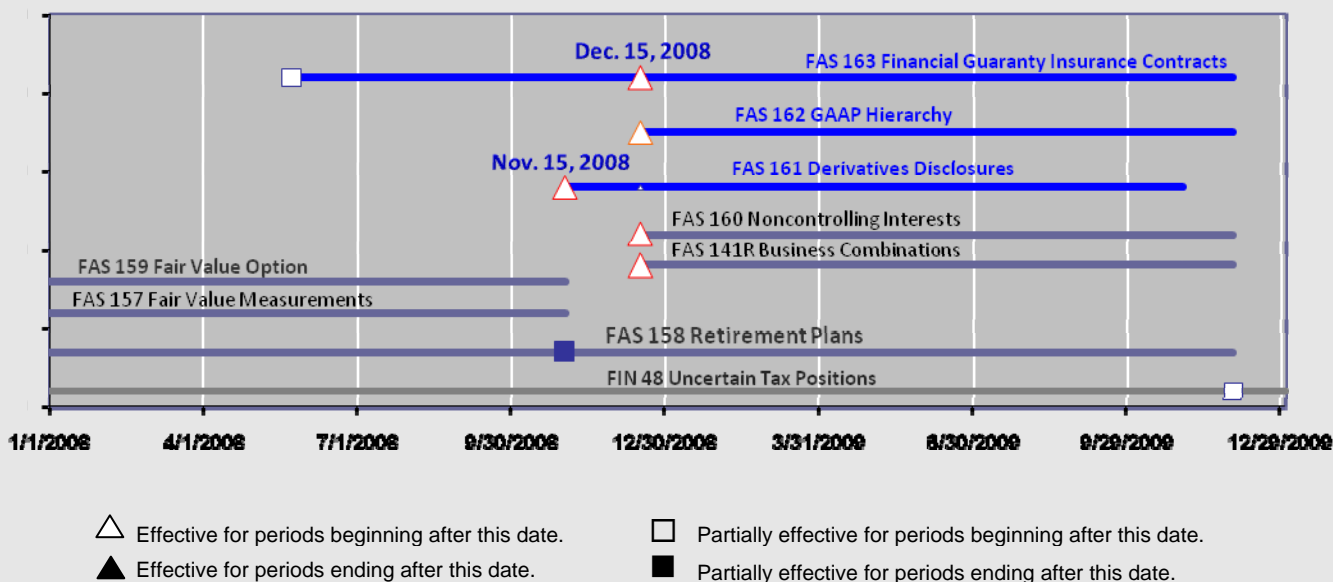 Dec. 15, 2008
FAS 163 Financial Guaranty Insurance Contracts
FAS 162 GAAP Hierarchy
Nov. 15, 2008
FAS 161 Derivatives Disclosures
FAS 160 Noncontrolling Interests
FAS 141R Business Combinations
FAS 159 Fair Value Option
FAS 157 Fair Value Measurements
FAS 158 Retirement Plans
FIN 48 Uncertain Tax Positions
1/1/2008 4/1/2008 7/1/2008 9/30/2008 12/30/2008 3/31/2009 6/30/2009 9/29/2009 12/29/2009
Effective for periods beginning after this date.
Partially effective for periods beginning after this date.
Effective for periods ending after this date.
Partially effective for periods ending after this date.